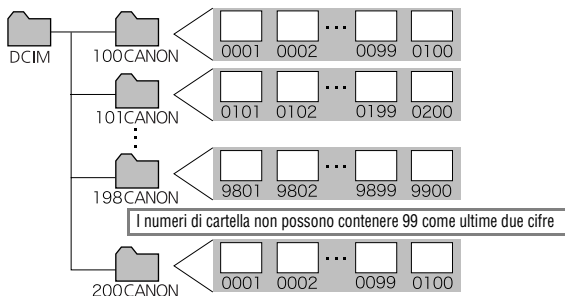 0001 0002 ... 0099 0100
DCIM 100CANON
0101 0102 ... 0199 0200
101CANON
9801 9802 ... 9899 9900
198CANON
I numeri di cartella non possono contenere 99 come ultime due cifre
0001 0002 ... 0099 0100
200CANON